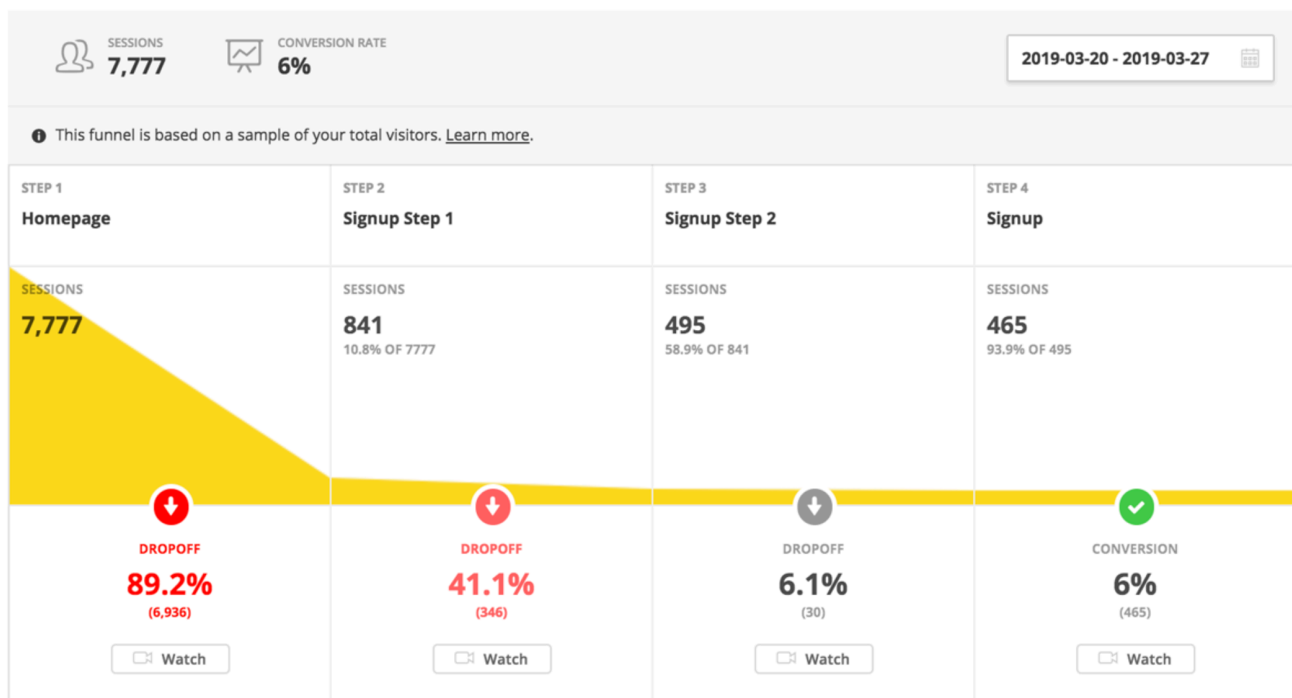 SESSIONS
7,777
CONVERSION RATE
6%
2019-03-20 - 2019-03-27
This funnel is based on a sample of your total visitors. Learn more.
STEP 1
Homepage
STEP 2
Signup Step 1
STEP 3
Signup Step 2
STEP 4
Signup
SESSIONS
7,777
SESSIONS
841
10.8% OF 7777
SESSIONS
495
58.9% OF 841
SESSIONS
465
93.9% OF 495
DROPOFF
89.2%
(6,936)
Watch
DROPOFF
41.1%
(346)
Watch
DROPOFF
6.1%
(30)
Watch
CONVERSION
6%
(465)
Watch